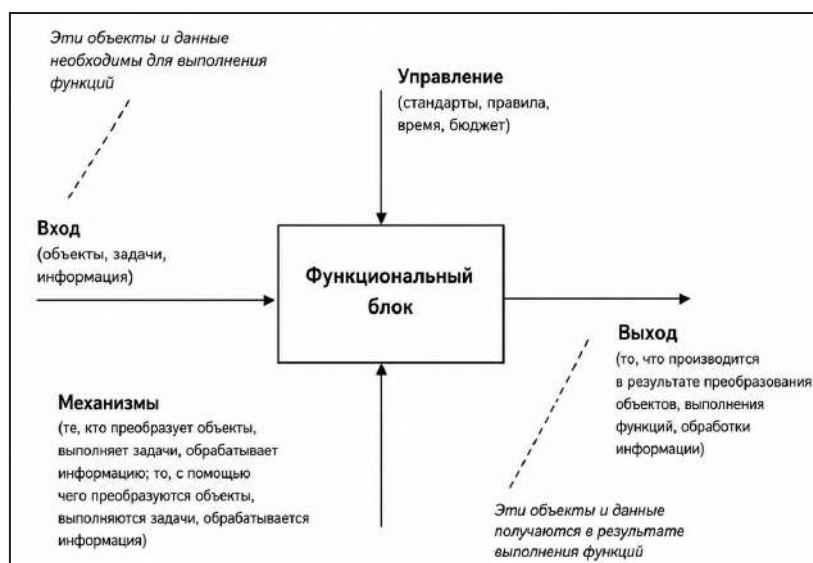 Эти объекты и данные
необходимы для выполнения
функций
Управление
(стандарты, правила,
время, бюджет)
Вход
(объекты, задачи,
информация)
Функциональный
блок
Выход
(то, что производится
в результате преобразования
объектов, выполнения
функций, обработки
информации)
Механизмы
(те, кто преобразует объекты,
выполняет задачи, обрабатывает
информацию; то, с помощью
чего преобразуются объекты,
выполняются задачи, обрабатывается
информация)
Эти объекты и данные
получаются в результате
выполнения функций